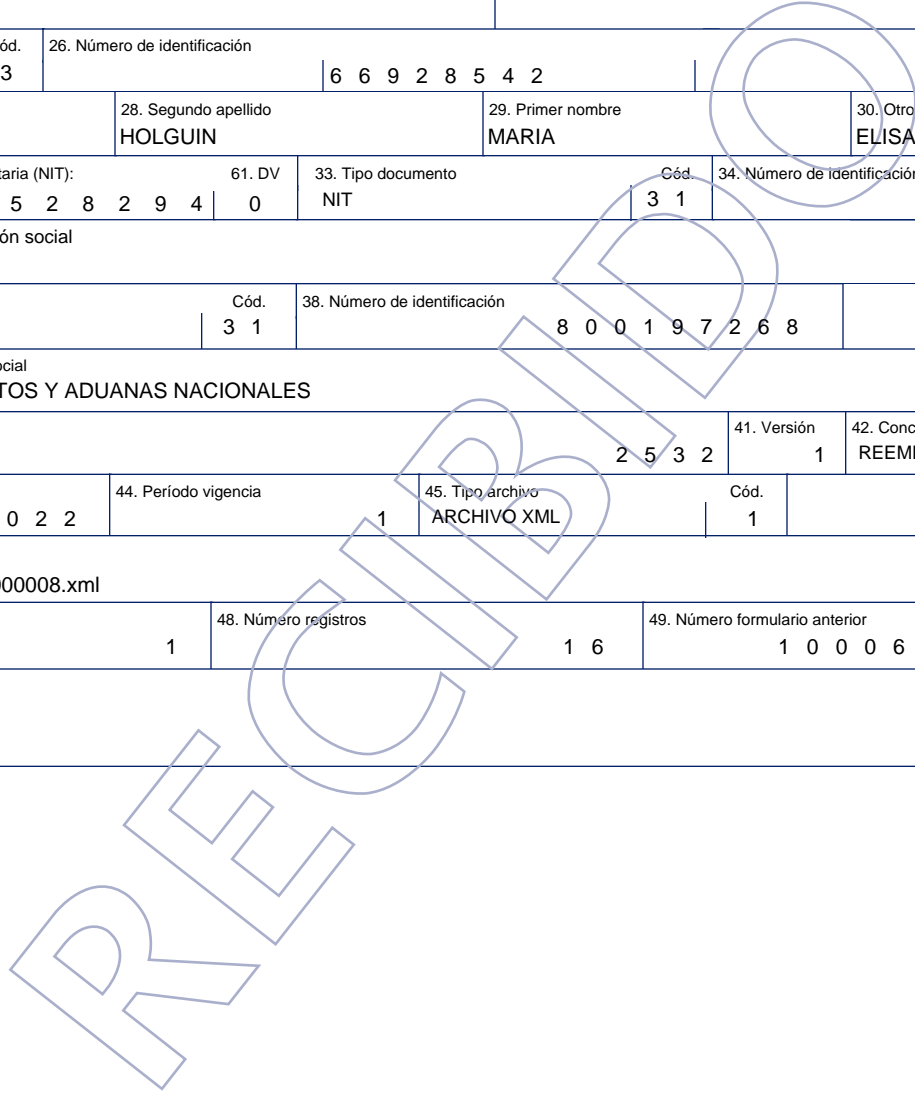 ód. 26. Número de identificación
3 6 6 9 2 8 5 4 2
28. Segundo apellido 29. Primer nombre 30. Otro
HOLGUIN MARIA ELISA
taria (NIT): 61. DV 33. Tipo documento Cód. 34. Número de identificación
5 2 8 2 9 4 0 NIT 3 1
ón social
Cód. 38. Número de identificación
3 1 8 0 0 1 9 7 2 6 8
ocial
TOS Y ADUANAS NACIONALES
41. Versión 42. Conc
2 5 3 2 1 REEM
44. Período vigencia 45. Tipo archivo Cód.
0 2 2 1 ARCHIVO XML 1
000008.xml
48. Número registros 49. Número formulario anterior
1 1 6 1 0 0 0 6
RECIBIDO